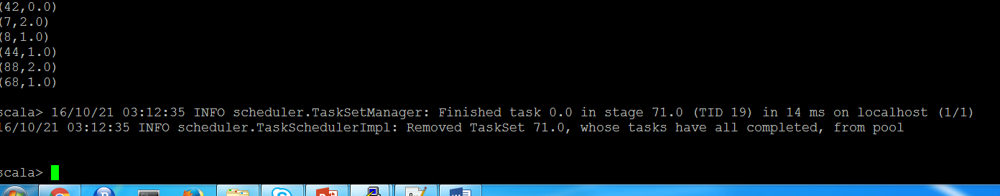 (42,0.0)
(7,2.0)
(8,1.0)
(44,1.0)
(88,2.0)
(68,1.0)
scala> 16/10/21 03:12:35 INFO scheduler.TaskSetManager: Finished task 0.0 in stage 71.0 (TID 19) in 14 ms on localhost (1/1)
16/10/21 03:12:35 INFO scheduler.TaskSchedulerImpl: Removed TaskSet 71.0, whose tasks have all completed, from pool
scala>